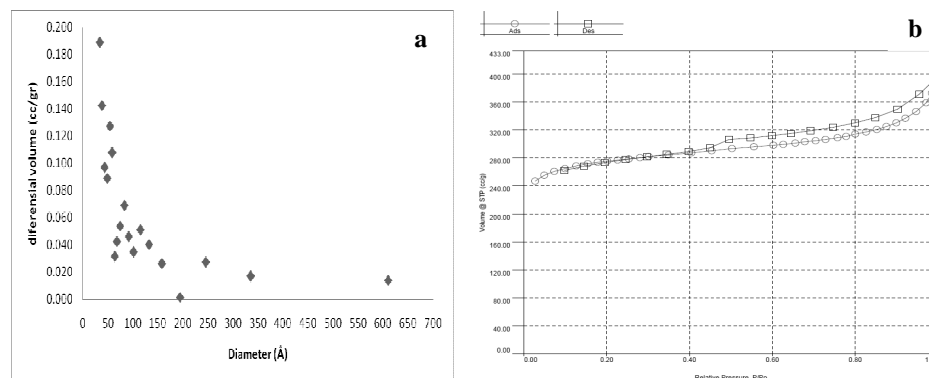 a
0.200
0.180
0.160
0.140
0.120
0.100
0.080
0.060
0.040
0.020
0.000
diferensial volume (cc/gr)
0 50 100 150 200 250 300 350 400 450 500 550 600 650 700
Diameter (Å)
Ads Des
b
433.00
400.00
360.00
320.00
280.00
240.00
200.00
160.00
120.00
80.00
40.00
0.00
Volume @ STP (cc/g)
0.00 0.20 0.40 0.60 0.80 1
Relative Pressure, P/Po